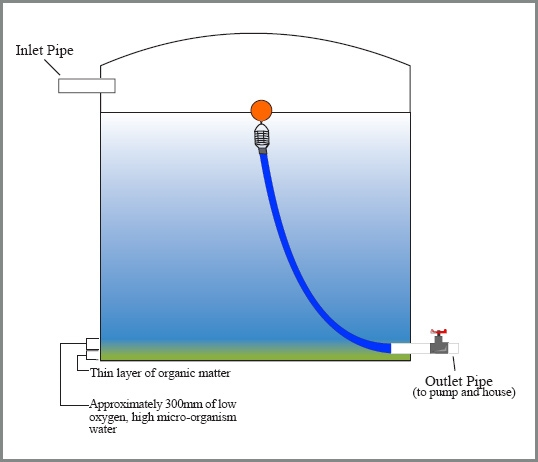 Inlet Pipe
Thin layer of organic matter
Outlet Pipe
(to pump and house)
Approximately 300mm of low
oxygen, high micro-organism
water